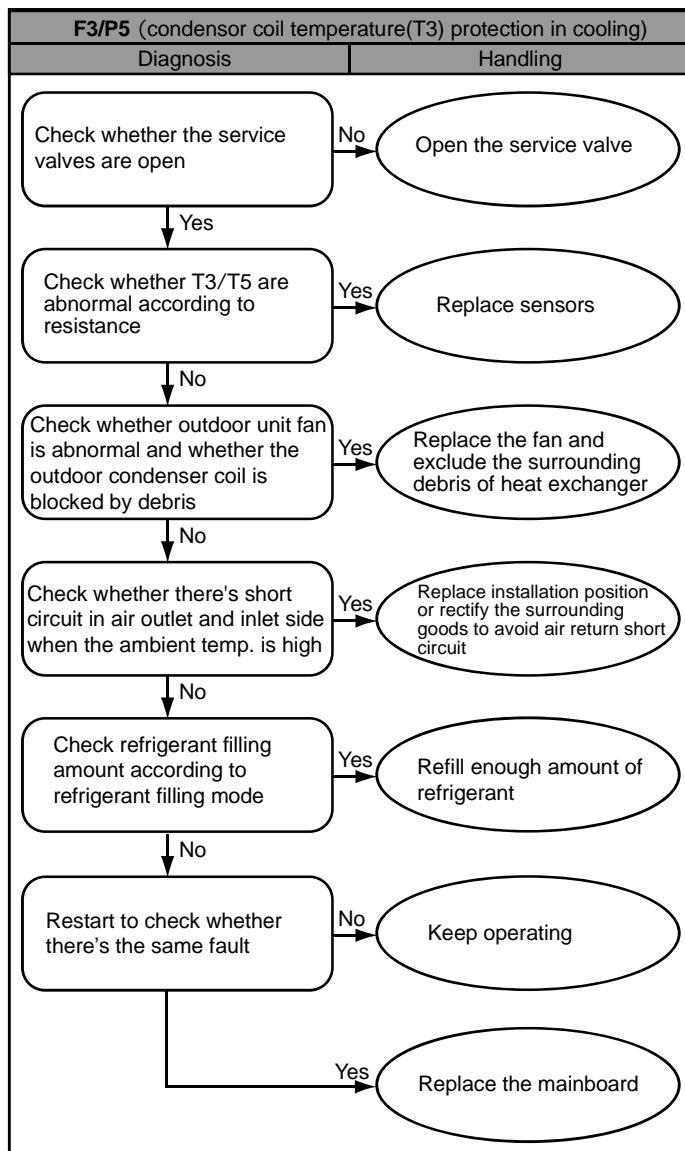 F3/P5 (condensor coil temperature(T3) protection in cooling)
Diagnosis
Handling
Check whether the service
valves are open
No
Open the service valve
Yes
Check whether T3/T5 are
abnormal according to
resistance
Yes
Replace sensors
No
Check whether outdoor unit fan
is abnormal and whether the
outdoor condenser coil is
blocked by debris
Yes
Replace the fan and
exclude the surrounding
debris of heat exchanger
No
Check whether there's short
circuit in air outlet and inlet side
when the ambient temp. is high
Yes
Replace installation position
or rectify the surrounding
goods to avoid air return short
circuit
No
Check refrigerant filling
amount according to
refrigerant filling mode
Yes
Refill enough amount of
refrigerant
No
Restart to check whether
there's the same fault
No
Keep operating
Yes
Replace the mainboard